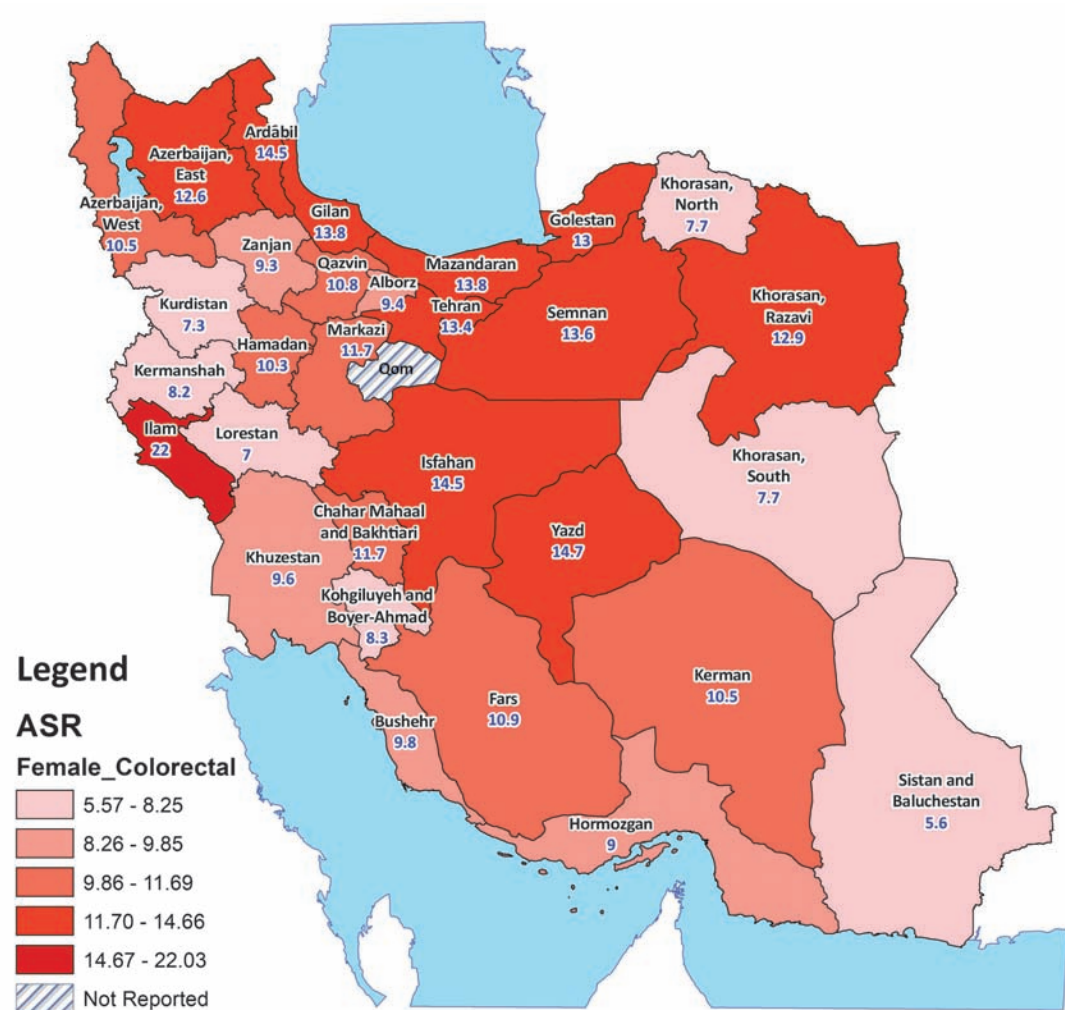 Ardabil
14.5
Azerbaijan,
East
12.6
Azerbaijan,
West
10.5
Gilan
13.8
Golestan
13
Khorasan,
North
7.7
Zanjan
9.3
Qazvin
10.8
Alborz
9.4
Mazandaran
13.8
Tehran
13.4
Semnan
13.6
Khorasan,
Razavi
12.9
Kurdistan
7.3
Hamadan
10.3
Markazi
11.7
Qom
Kermanshah
8.2
Ilam
22
Lorestan
7
Isfahan
14.5
Khorasan,
South
7.7
Chahar Mahaal
and Bakhtiari
11.7
Yazd
14.7
Khuzestan
9.6
Kohgiluyeh and
Boyer-Ahmad
8.3
Kerman
10.5
Fars
10.9
Bushehr
9.8
Sistan and
Baluchestan
5.6
Hormozgan
9
Legend
ASR
Female_Colorectal
5.57 - 8.25
8.26 - 9.85
9.86 - 11.69
11.70 - 14.66
14.67 - 22.03
Not Reported